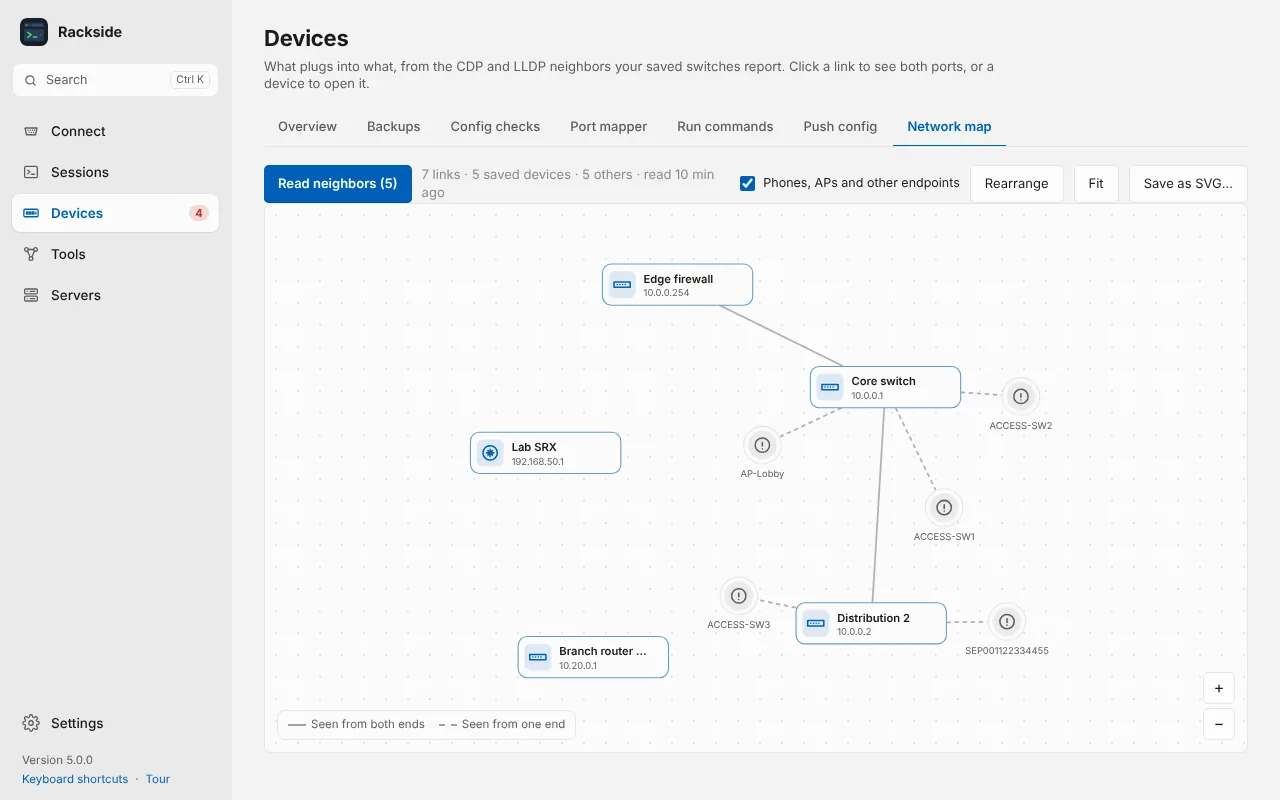 Rackside
Search
Ctrl K
Connect
Sessions
Devices
4
Tools
Servers
Settings
Version 5.0.0
Keyboard shortcuts · Tour
Devices
What plugs into what, from the CDP and LLDP neighbors your saved switches report. Click a link to see both ports, or a
device to open it.
Overview
Backups
Config checks
Port mapper
Run commands
Push config
Network map
Read neighbors (5)
7 links · 5 saved devices · 5 others · read 10 min
ago
Phones, APs and other endpoints
Rearrange
Fit
Save as SVG...
Edge firewall
10.0.0.254
Core switch
10.0.0.1
ACCESS-SW2
Lab SRX
192.168.50.1
AP-Lobby
ACCESS-SW1
ACCESS-SW3
Distribution 2
10.0.0.2
SEP001122334455
Branch router ...
10.20.0.1
+
−
Seen from both ends
Seen from one end